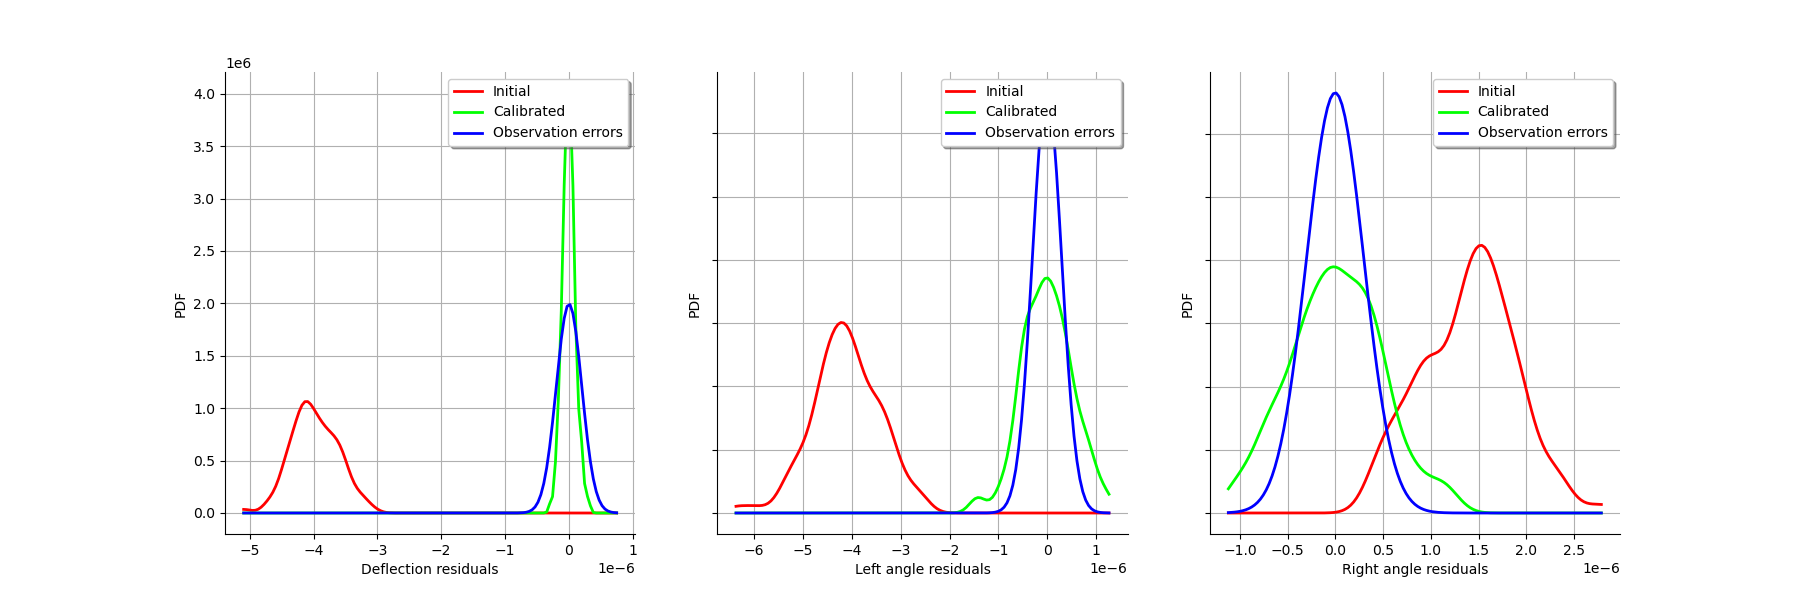 1e6
4.0
3.5
3.0
2.5
2.0
1.5
1.0
0.5
0.0
PDF
Initial
Calibrated
Observation errors
−5 −4 −3 −2 −1 0 1
Deflection residuals
1e−6
PDF
Initial
Calibrated
Observation errors
−6 −5 −4 −3 −2 −1 0 1
Left angle residuals
1e−6
PDF
Initial
Calibrated
Observation errors
−1.0 −0.5 0.0 0.5 1.0 1.5 2.0 2.5
Right angle residuals
1e−6